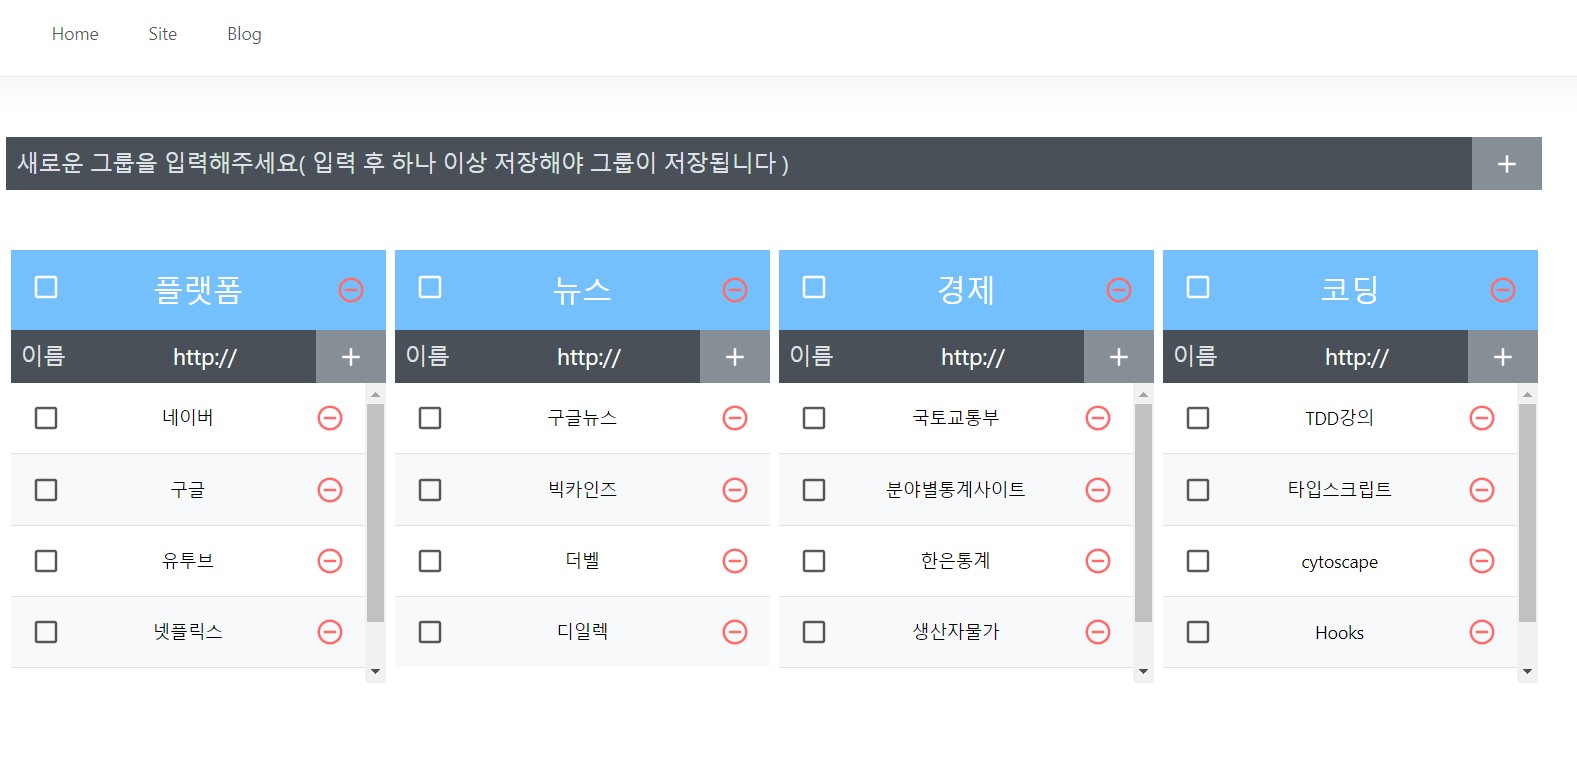 Home Site Blog
새로운 그룹을 입력해주세요( 입력 후 하나 이상 저장해야 그룹이 저장됩니다 ) +
플랫폼 뉴스 경제 코딩
이름 http:// + 이름 http:// + 이름 http:// + 이름 http:// +
네이버 구글뉴스 국토교통부 TDD강의
구글 빅카인즈 분야별통계사이트 타입스크립트
유투브 더벨 한은통계 cytoscape
넷플릭스 디일렉 생산자물가 Hooks